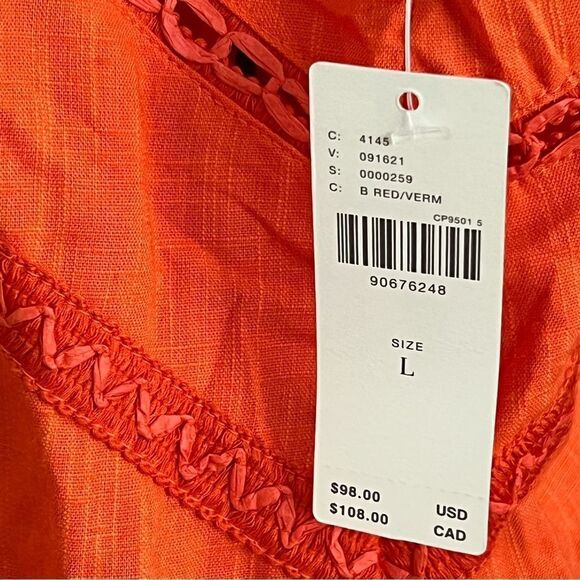 C: 4145
V: 091621
S: 0000259
C: B RED/VERM
CP9501 5
90676248
SIZE
L
$98.00 USD
$108.00 CAD